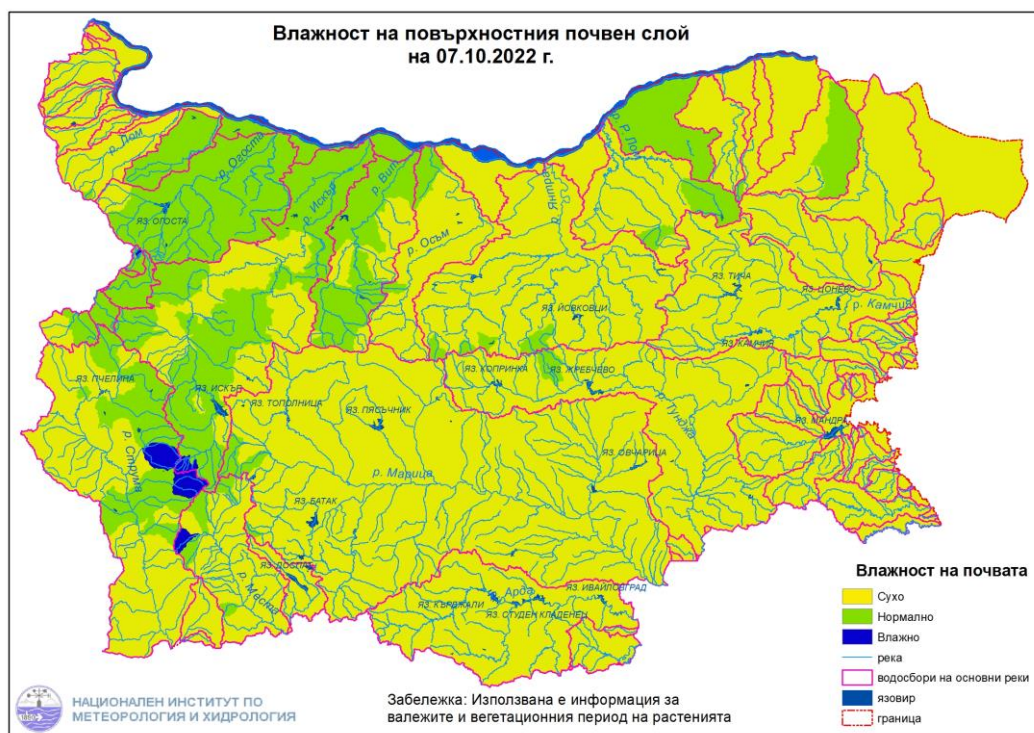 Влажност на повърхностния почвен слой
на 07.10.2022 г.
р. Лом
р. Огоста
р. Искър
р. Вит
р. Осъм
р. Янтра
р. Р Лом
ЯЗ. ОГОСТА
ЯЗ. ТИЧА
ЯЗ. ЦОНЕВО
р. Камчия
ЯЗ. ЙОВКОВЦИ
ЯЗ. КАМЧИЯ
ЯЗ. ПЧЕЛИНА
ЯЗ. ИСКЪР
ЯЗ. КОПРИНКА
ЯЗ. ЖРЕБЧЕВО
ЯЗ. ТОПОЛНИЦА
ЯЗ. ПЯСЪЧНИК
р. Тунджа
ЯЗ. МАНДРА
р. Струма
р. Марица
ЯЗ. ОВЧАРИЦА
ЯЗ. БАТАК
ЯЗ. ДОСПАТ
р. Места
ЯЗ. КЪРДЖАЛИ
р. Арда
ЯЗ. ИВАЙЛОВГРАД
ЯЗ. СТУДЕН КЛАДЕНЕЦ
Влажност на почвата
Сухо
Нормално
Влажно
река
водосбори на основни реки
язовир
граница
НАЦИОНАЛЕН ИНСТИТУТ ПО
МЕТЕОРОЛОГИЯ И ХИДРОЛОГИЯ
Забележка: Използвана е информация за
валежите и вегетационния период на растенията